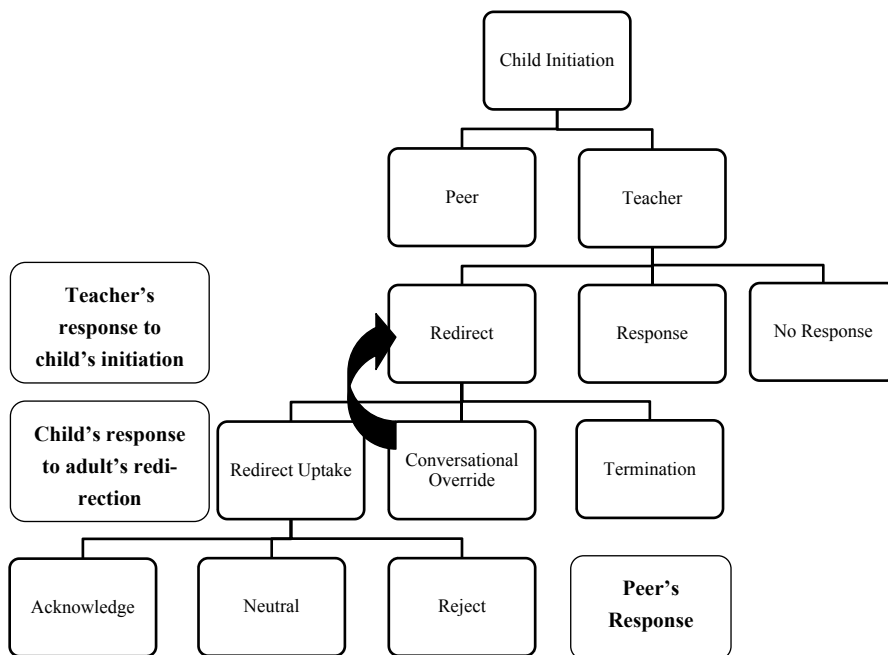 Child Initiation
Peer
Teacher
Teacher's
response to
child's initiation
Redirect
Response
No Response
Child's response
to adult's redi-
rection
Redirect Uptake
Conversational
Override
Termination
Acknowledge
Neutral
Reject
Peer's
Response